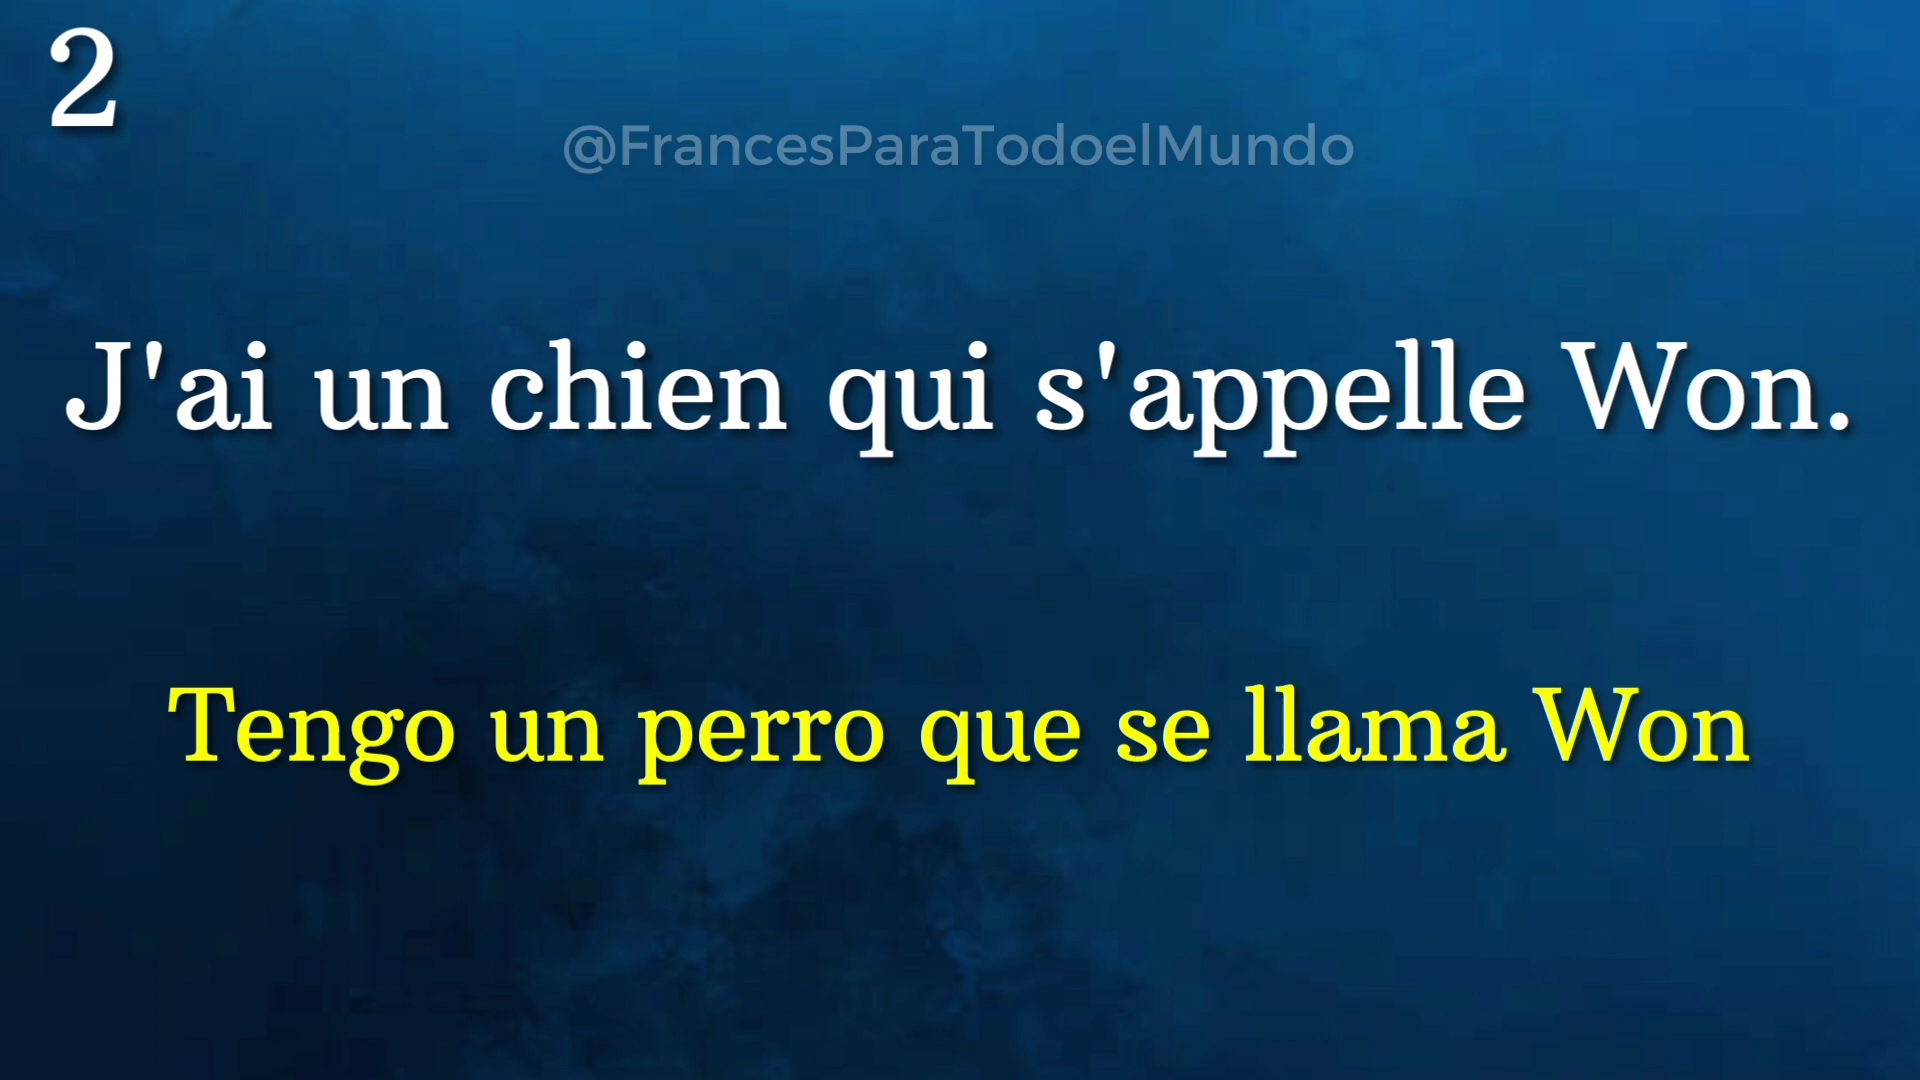 2
@FrancesParaTodoelMundo
J'ai un chien qui s'appelle Won.
Tengo un perro que se llama Won